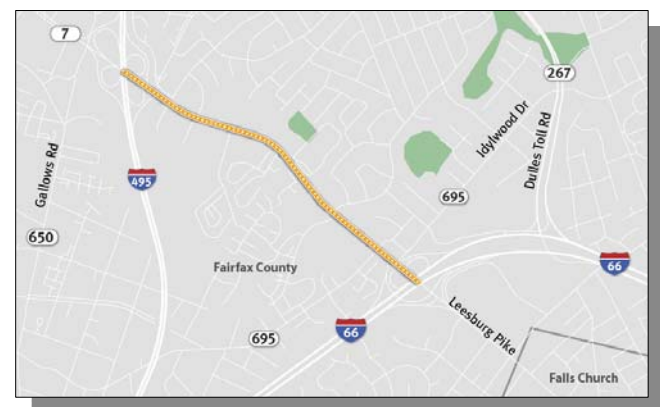 7
267
Idylwood Dr
Dulles Toll Rd
Gallows Rd
495
695
650
Fairfax County
66
66
Leesburg Pike
695
Falls Church